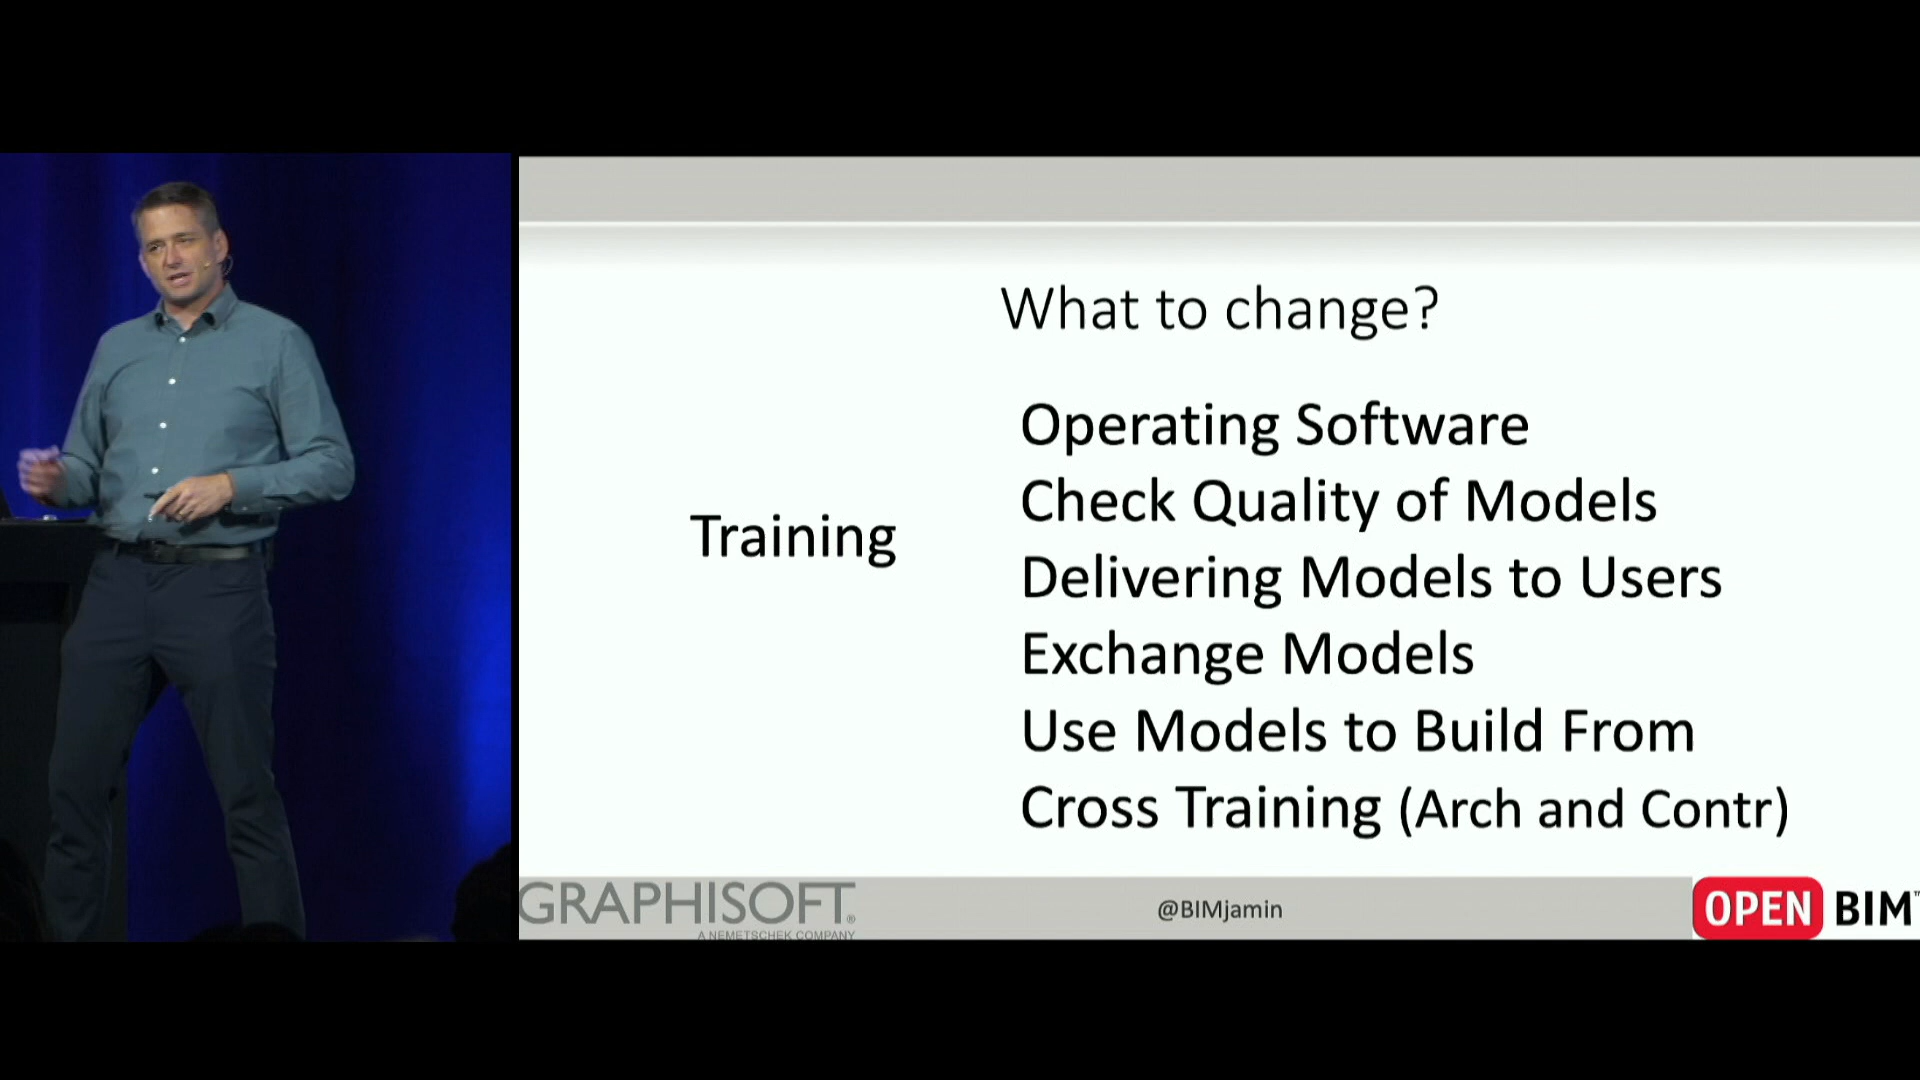 What to change?
Training
Operating Software
Check Quality of Models
Delivering Models to Users
Exchange Models
Use Models to Build From
Cross Training (Arch and Contr)
GRAPHISOFT®
A NEMETSCHEK COMPANY
@BIMjamin
OPEN BIM™